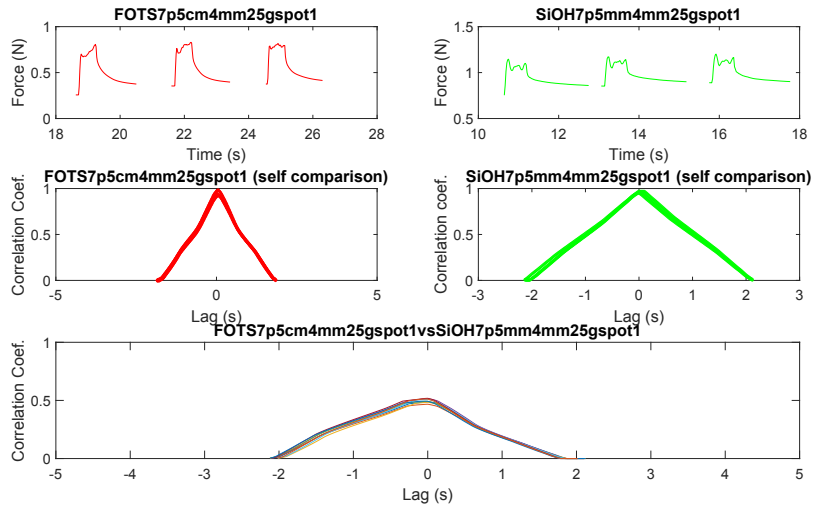 FOTS7p5cm4mm25gspot1
Force (N)
1
0.5
0
18 20 22 24 26 28
Time (s)
SiOH7p5mm4mm25gspot1
Force (N)
1.5
1
0.5
10 12 14 16 18
Time (s)
FOTS7p5cm4mm25gspot1 (self comparison)
Correlation Coef.
1
0.5
0
-5 0 5
Lag (s)
SiOH7p5mm4mm25gspot1 (self comparison)
Correlation coef.
1
0.5
0
-3 -2 -1 0 1 2 3
Lag (s)
FOTS7p5cm4mm25gspot1vsSiOH7p5mm4mm25gspot1
Correlation Coef.
1
0.5
0
-5 -4 -3 -2 -1 0 1 2 3 4 5
Lag (s)